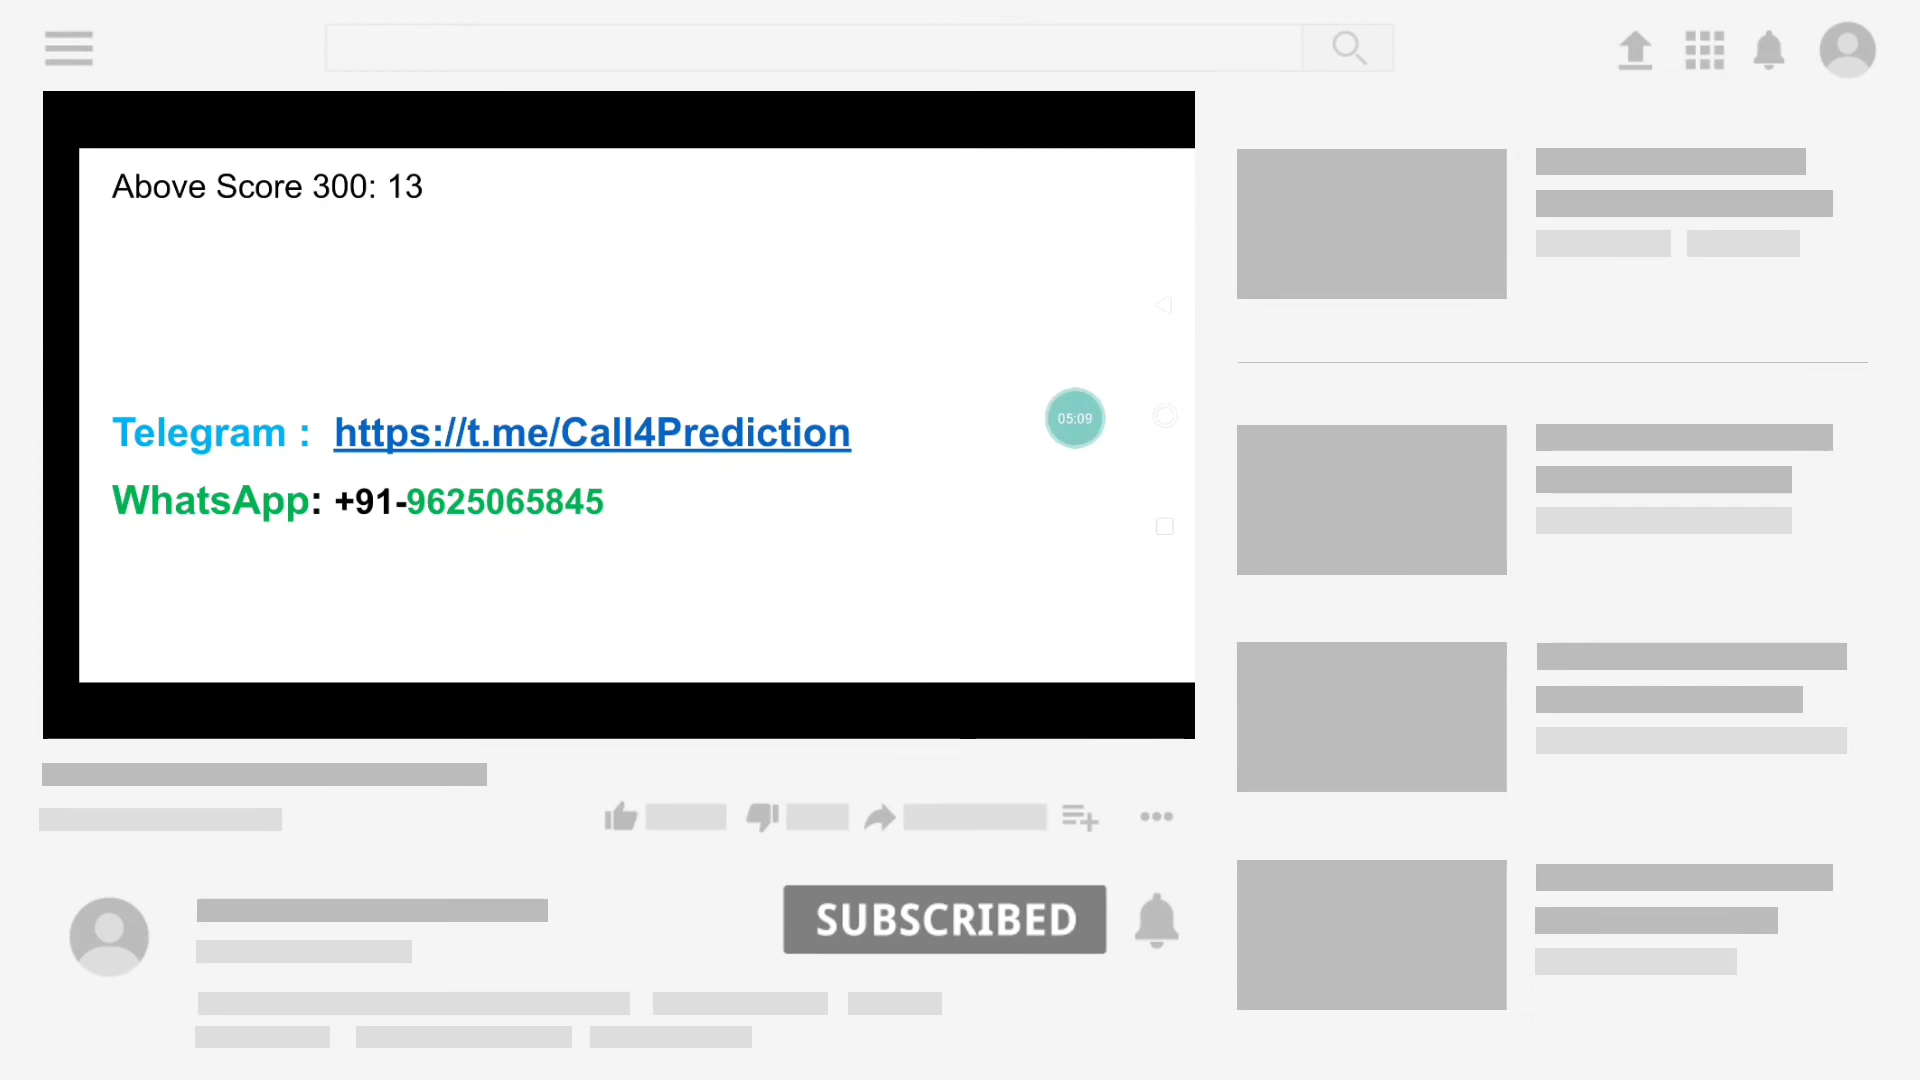 Above Score 300: 13
Telegram : https://t.me/Call4Prediction
05:09
WhatsApp: +91-9625065845
SUBSCRIBED